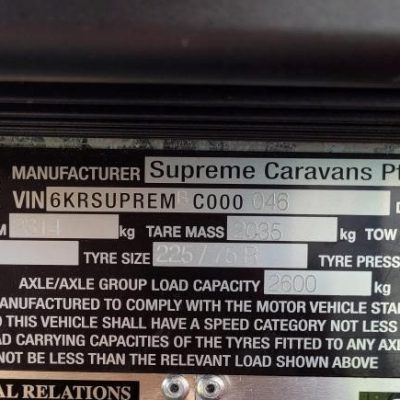 MANUFACTURER Supreme Caravans Pt
VIN 6KRSUPREM R C000 046
M 2614 kg TARE MASS 2035 kg TOW
TYRE SIZE 225/75R TYRE PRESS
AXLE/AXLE GROUP LOAD CAPACITY 2600 kg
ANUFACTURED TO COMPLY WITH THE MOTOR VEHICLE STAN
D THIS VEHICLE SHALL HAVE A SPEED CATEGORY NOT LESS
AD CARRYING CAPACITIES OF THE TYRES FITTED TO ANY AXL
NOT BE LESS THAN THE RELEVANT LOAD SHOWN ABOVE
AL RELATIONS